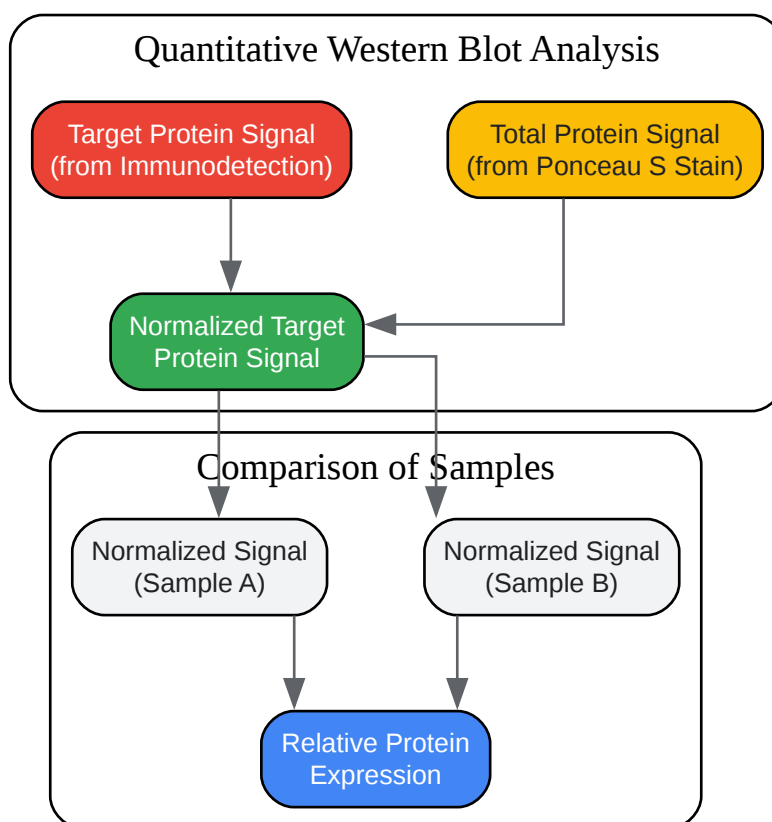 Quantitative Western Blot Analysis
Target Protein Signal
(from Immunodetection)
Total Protein Signal
(from Ponceau S Stain)
Normalized Target
Protein Signal
Comparison of Samples
Normalized Signal
(Sample A)
Normalized Signal
(Sample B)
Relative Protein
Expression